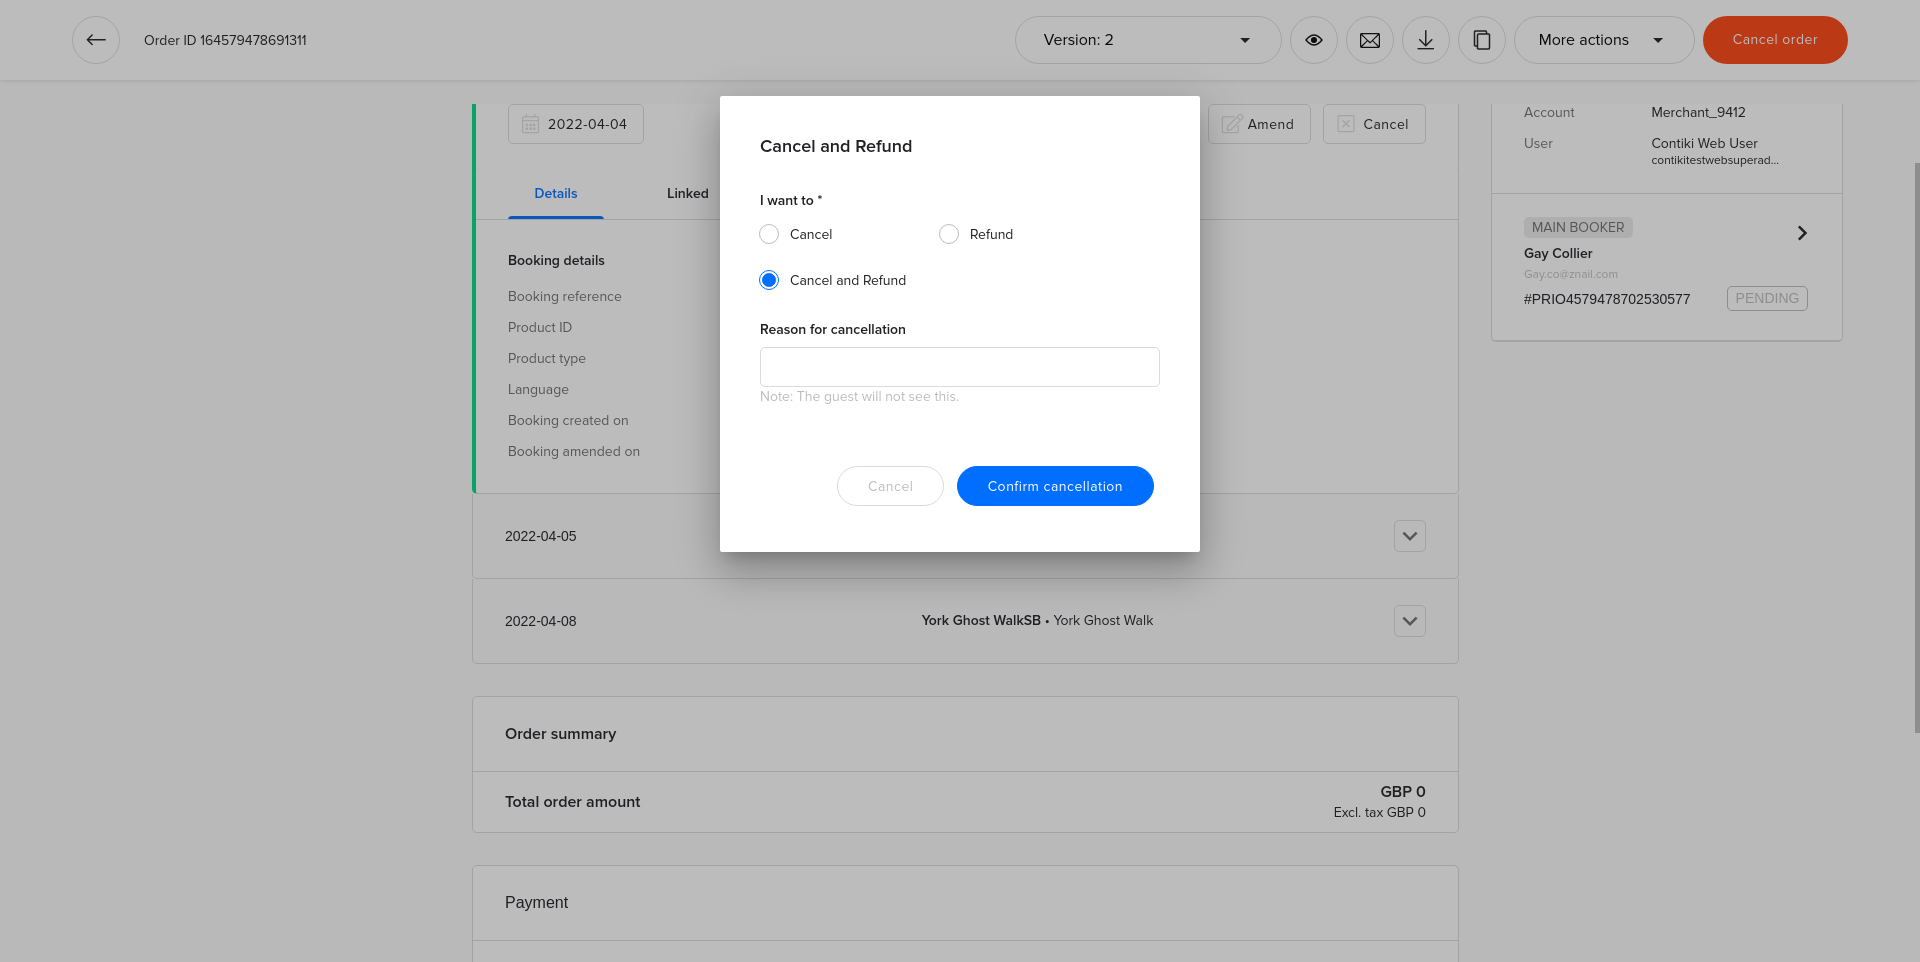 Order ID 164579478691311
Version: 2
More actions
Cancel order
2022-04-04
Amend
Cancel
Details
Linked
Booking details
Booking reference
Product ID
Product type
Language
Booking created on
Booking amended on
Cancel and Refund
I want to *
Cancel
Refund
Cancel and Refund
Reason for cancellation
Note: The guest will not see this.
Cancel
Confirm cancellation
Account Merchant_9412
User Contiki Web User
contikitestwebsuperad...
MAIN BOOKER
Gay Collier
Gay.co@znail.com
#PRIO4579478702530577 PENDING
2022-04-05
2022-04-08 York Ghost WalkSB • York Ghost Walk
Order summary
Total order amount
GBP 0
Excl. tax GBP 0
Payment